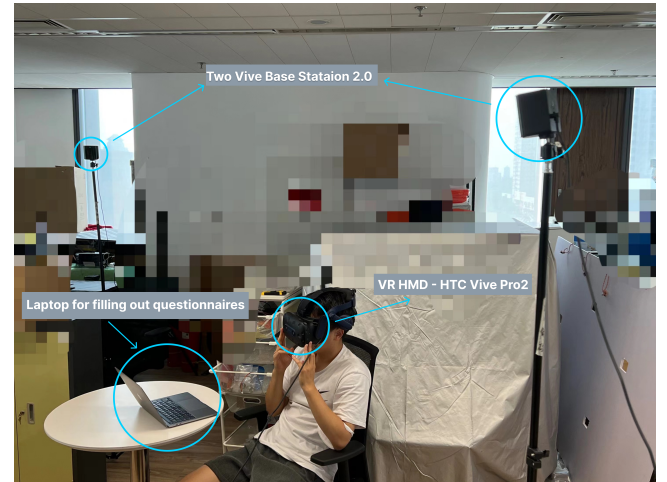 Two Vive Base Stataion 2.0
VR HMD - HTC Vive Pro2
Laptop for filling out questionnaires